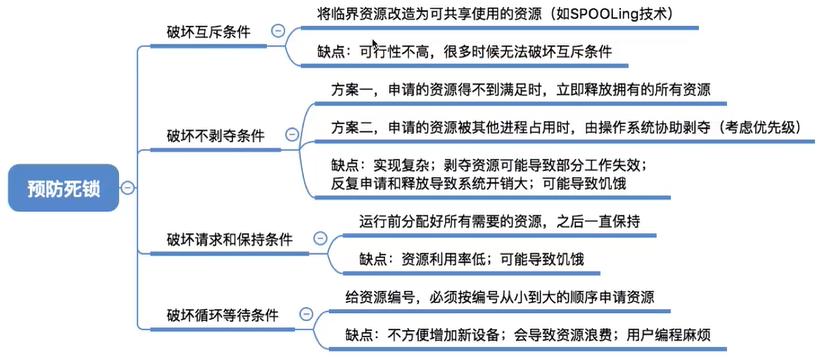 预防死锁
破坏互斥条件
将临界资源改造为可共享使用的资源（如SPOOLing技术）
缺点：可行性不高，很多时候无法破坏互斥条件
破坏不剥夺条件
方案一，申请的资源得不到满足时，立即释放拥有的所有资源
方案二，申请的资源被其他进程占用时，由操作系统协助剥夺（考虑优先级）
缺点：实现复杂；剥夺资源可能导致部分工作失效；
反复申请和释放导致系统开销大；可能导致饥饿
破坏请求和保持条件
运行前分配好所有需要的资源，之后一直保持
缺点：资源利用率低；可能导致饥饿
破坏循环等待条件
给资源编号，必须按编号从小到大的顺序申请资源
缺点：不方便增加新设备；会导致资源浪费；用户编程麻烦